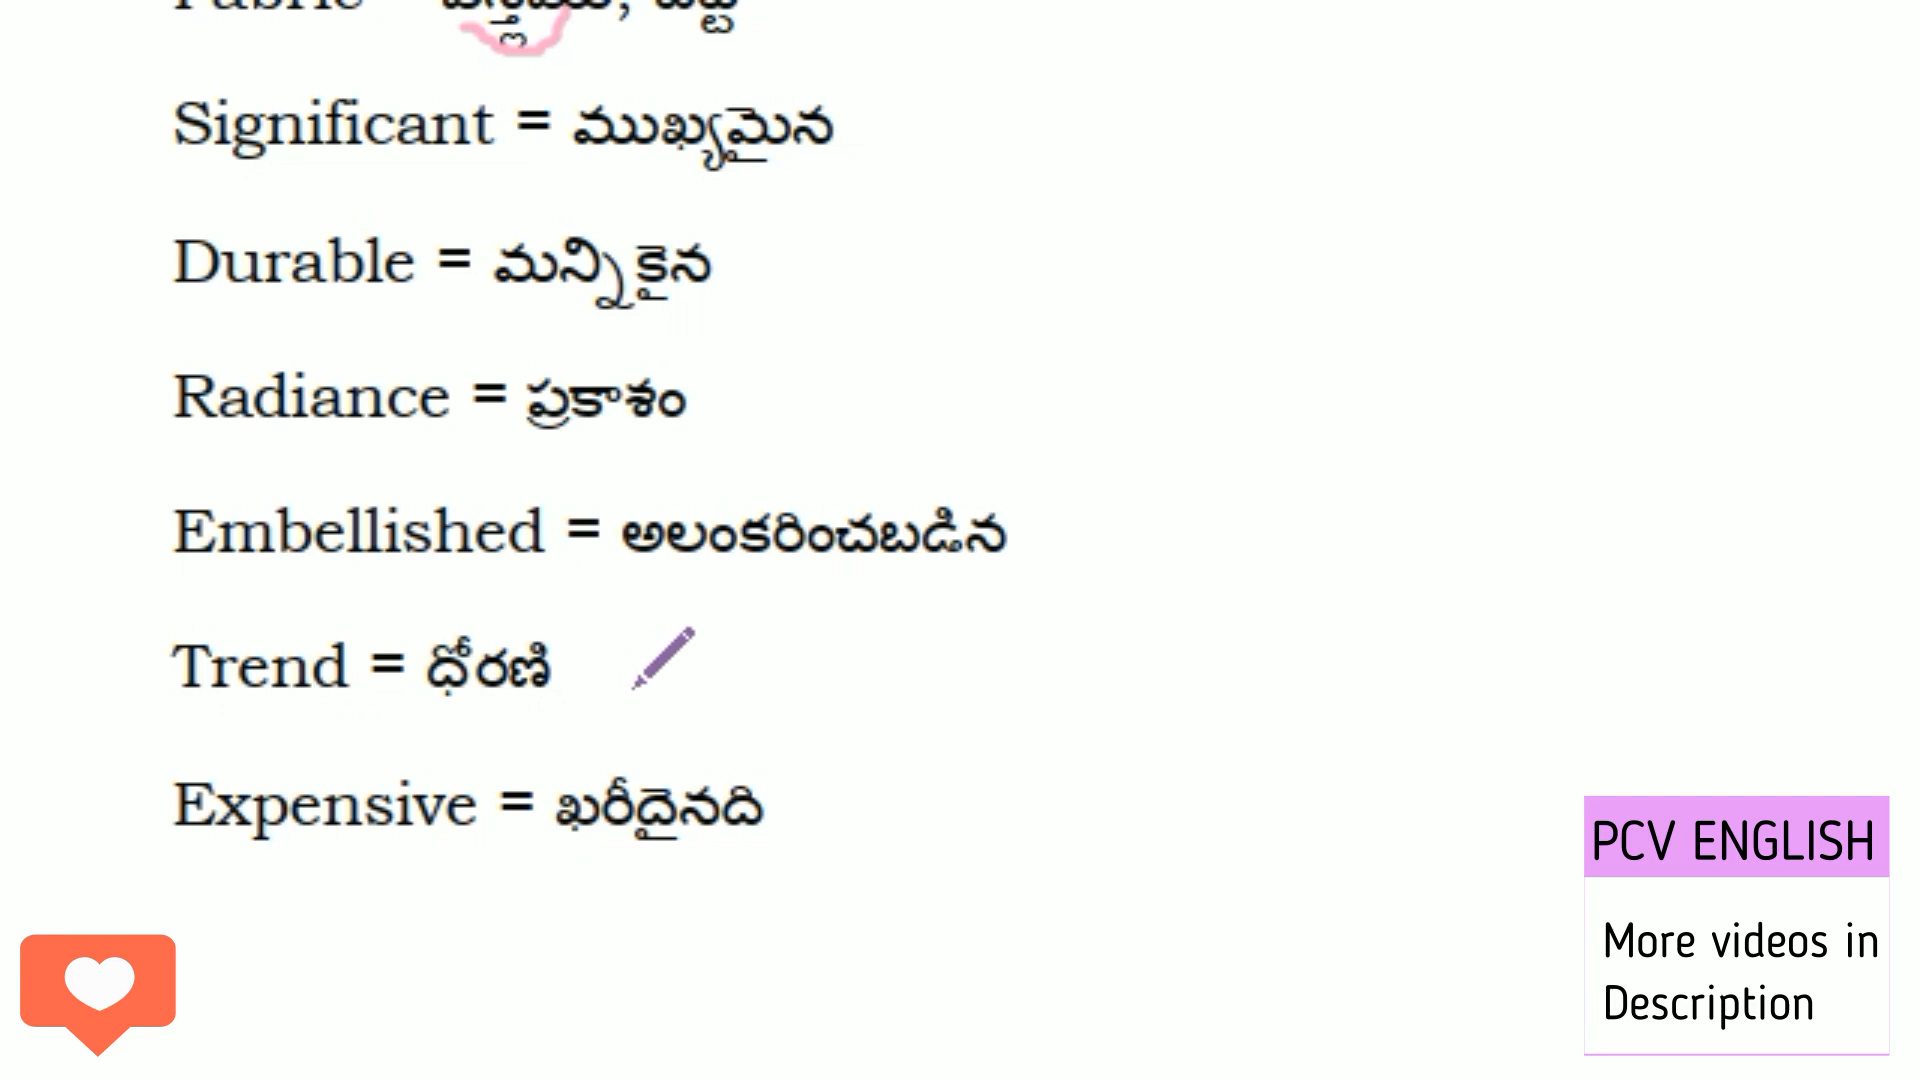 Fabric
Significant = ముఖ్యమైన
Durable = మన్నికైన
Radiance = ప్రకాశం
Embellished = అలంకరించబడిన
Trend = ధోరణి
Expensive = ఖరీదైనది
PCV ENGLISH
More videos in
Description